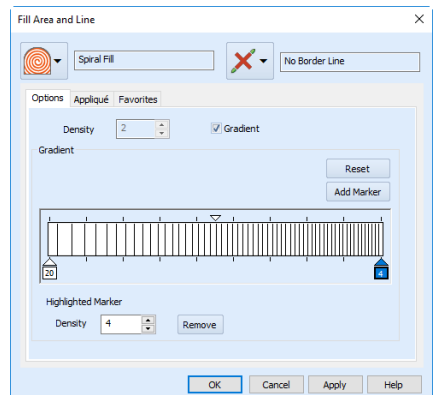 Fill Area and Line
Spiral Fill
No Border Line
Options Appliqué Favorites
Density 2 Gradient
Gradient
Reset
Add Marker
20 4
Highlighted Marker
Density 4 Remove
OK Cancel Apply Help